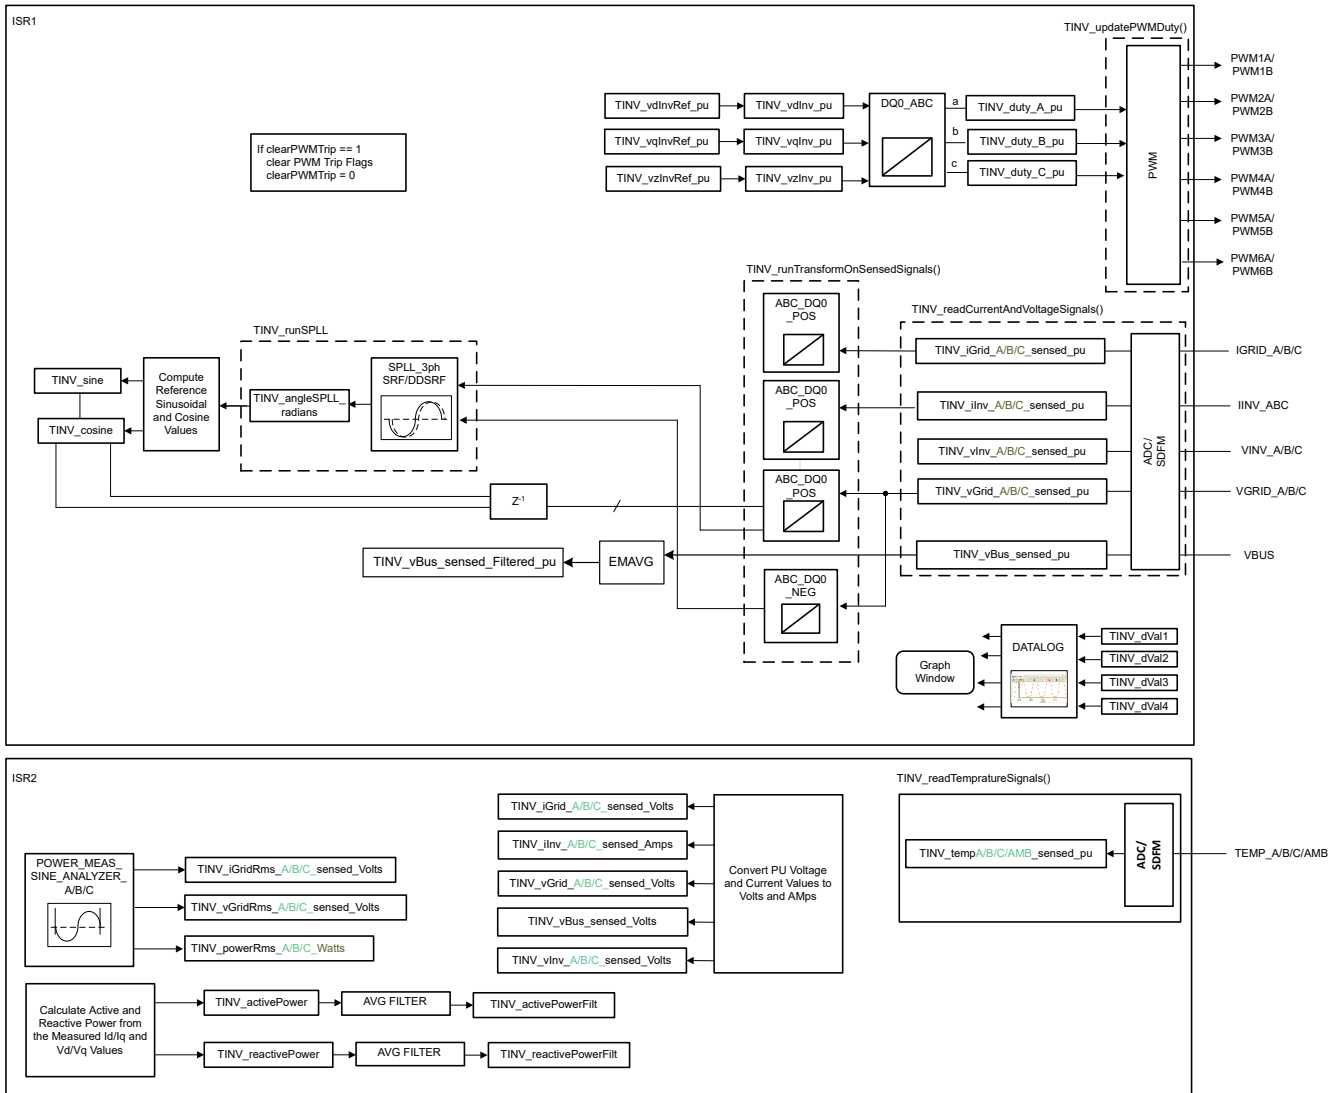 ISR1
TINV_updatePWMDuty()
PWM
PWM1A/
PWM1B
PWM2A/
PWM2B
PWM3A/
PWM3B
PWM4A/
PWM4B
PWM5A/
PWM5B
PWM6A/
PWM6B
TINV_vdInvRef_pu
TINV_vdInv_pu
TINV_vqInvRef_pu
TINV_vqInv_pu
TINV_vzInvRef_pu
TINV_vzInv_pu
DQ0_ABC
a
TINV_duty_A_pu
b
TINV_duty_B_pu
c
TINV_duty_C_pu
If clearPWMTrip == 1
clear PWM Trip Flags
clearPWMTrip = 0
TINV_runTransformOnSensedSignals()
ABC_DQ0
_POS
ABC_DQ0
_POS
ABC_DQ0
_POS
ABC_DQ0
_NEG
TINV_readCurrentAndVoltageSignals()
TINV_iGrid_A/B/C_sensed_pu
TINV_iInv_A/B/C_sensed_pu
TINV_vInv_A/B/C_sensed_pu
TINV_vGrid_A/B/C_sensed_pu
TINV_vBus_sensed_pu
ADC/
SDFM
IGRID_A/B/C
IINV_ABC
VINV_A/B/C
VGRID_A/B/C
VBUS
TINV_runSPLL
SPLL_3ph
SRF/DDSRF
TINV_angleSPLL_
radians
Compute
Reference
Sinusoidal
and Cosine
Values
TINV_sine
TINV_cosine
Z-1
EMAVG
TINV_vBus_sensed_Filtered_pu
Graph
Window
DATALOG
TINV_dVal1
TINV_dVal2
TINV_dVal3
TINV_dVal4
ISR2
POWER_MEAS_
SINE_ANALYZER_
A/B/C
TINV_iGridRms_A/B/C_sensed_Volts
TINV_vGridRms_A/B/C_sensed_Volts
TINV_powerRms_A/B/C_Watts
Calculate Active and
Reactive Power from
the Measured Id/Iq and
Vd/Vq Values
TINV_activePower
AVG FILTER
TINV_activePowerFilt
TINV_reactivePower
AVG FILTER
TINV_reactivePowerFilt
TINV_iGrid_A/B/C_sensed_Volts
TINV_iInv_A/B/C_sensed_Amps
TINV_vGrid_A/B/C_sensed_Volts
TINV_vBus_sensed_Volts
TINV_vInv_A/B/C_sensed_Volts
Convert PU Voltage
and Current Values to
Volts and AMps
TINV_readTempratureSignals()
TINV_tempA/B/C/AMB_sensed_pu
ADC/
SDFM
TEMP_A/B/C/AMB